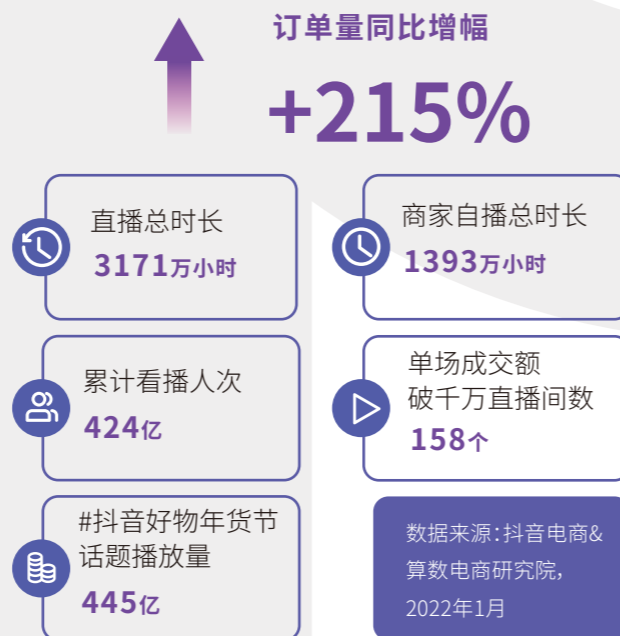 订单量同比增幅
+215%
直播总时长
3171万小时
商家自播总时长
1393万小时
累计看播人次
424亿
单场成交额
破千万直播间数
158个
#抖音好物年货节
话题播放量
445亿
数据来源：抖音电商&
算数电商研究院，
2022年1月